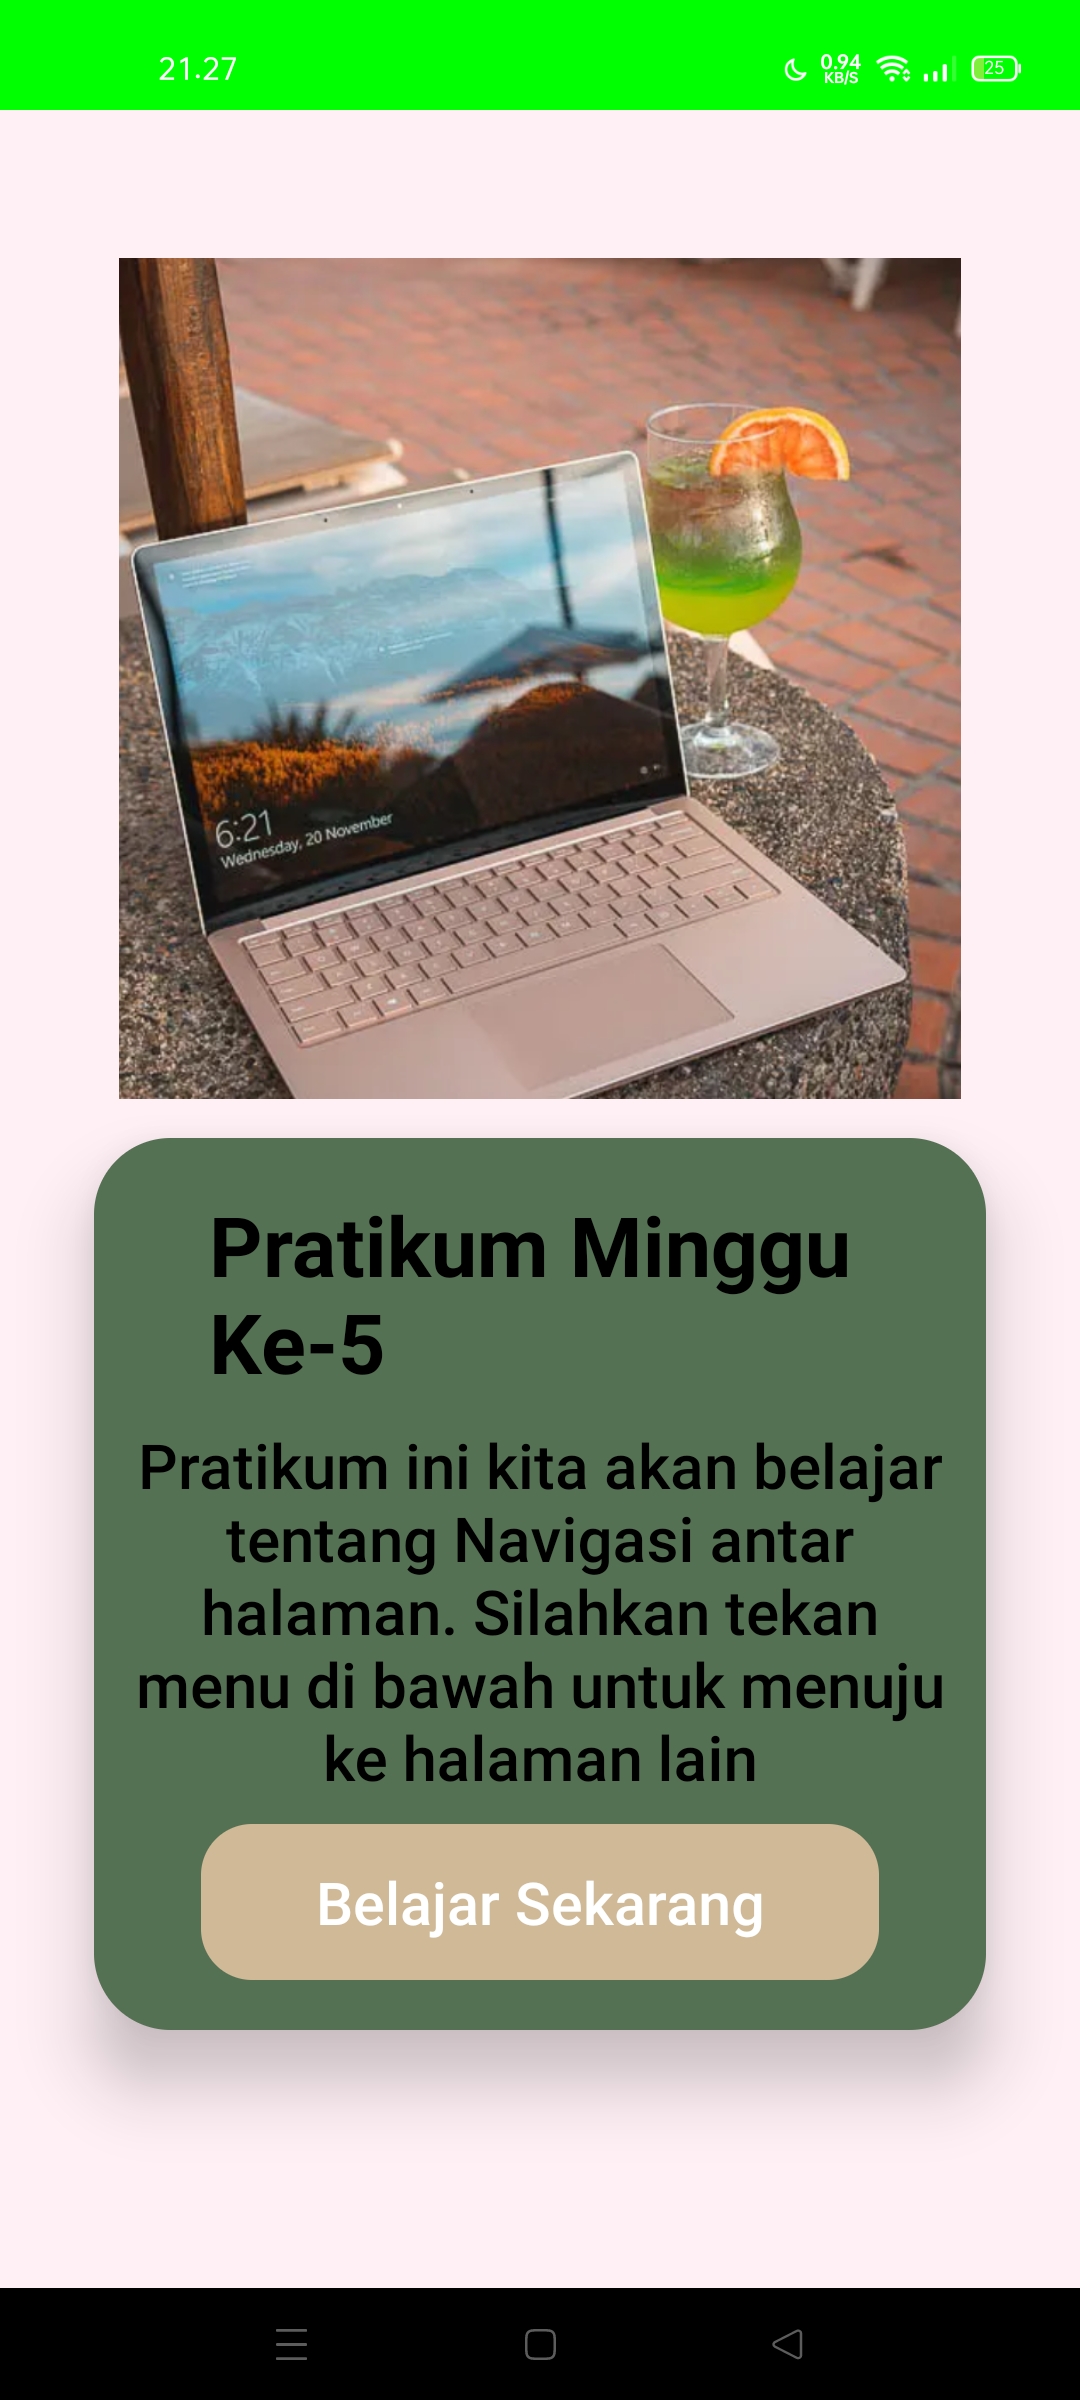 21.27
0.94
KB/S
25
6:21
Wednesday, 20 November
Pratikum Minggu
Ke-5
Pratikum ini kita akan belajar
tentang Navigasi antar
halaman. Silahkan tekan
menu di bawah untuk menuju
ke halaman lain
Belajar Sekarang